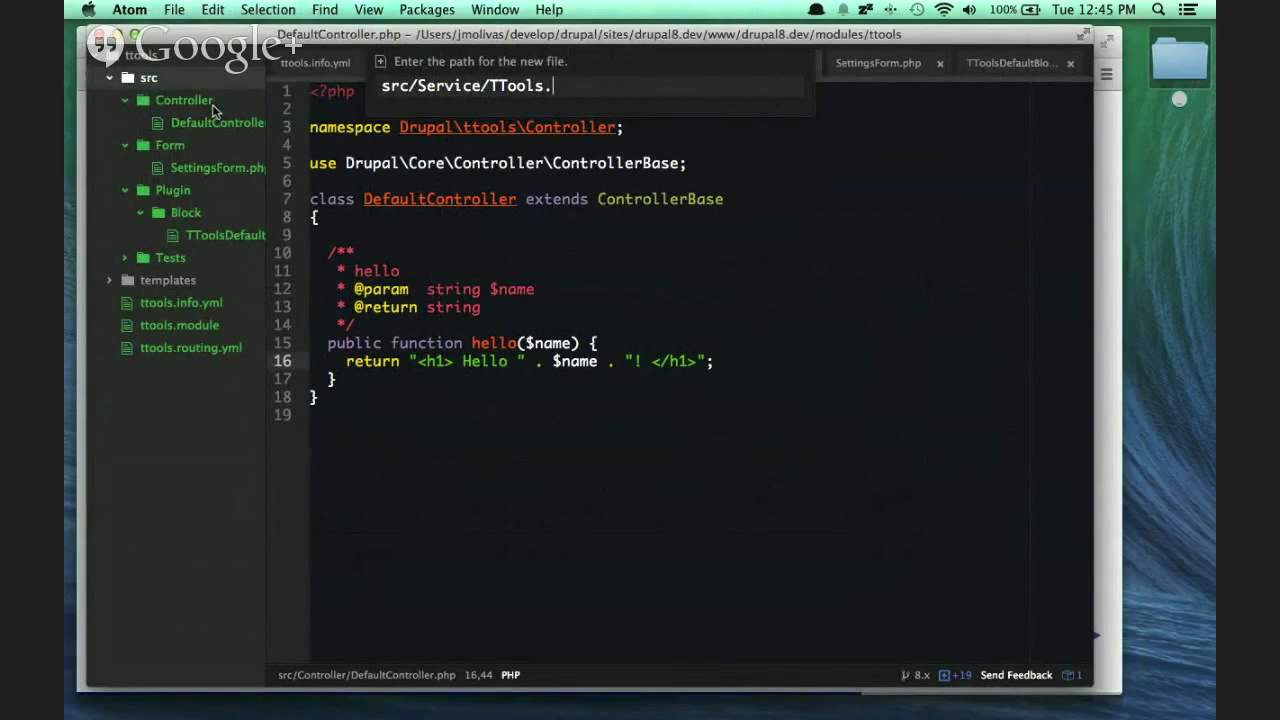 Atom File Edit Selection Find View Packages Window Help 100% Tue 12:45 PM
DefaultController.php – /Users/jmolivas/develop/drupal/sites/drupal8.dev/www/drupal8.dev/modules/ttools
Google+
ttools
src
Controller
DefaultController
Form
SettingsForm.php
Plugin
Block
TToolsDefault
Tests
templates
ttools.info.yml
ttools.module
ttools.routing.yml
ttools.info.yml
SettingsForm.php
TToolsDefaultBlo...
Enter the path for the new file.
src/Service/TTools.
1 <?php
2
3 namespace Drupal\ttools\Controller;
4
5 use Drupal\Core\Controller\ControllerBase;
6
7 class DefaultController extends ControllerBase
8 {
9
10 /**
11 * hello
12 * @param string $name
13 * @return string
14 */
15 public function hello($name) {
16 return "<h1> Hello " . $name . "! </h1>";
17 }
18 }
19
src/Controller/DefaultController.php 16,44 PHP
8.x +19 Send Feedback 1